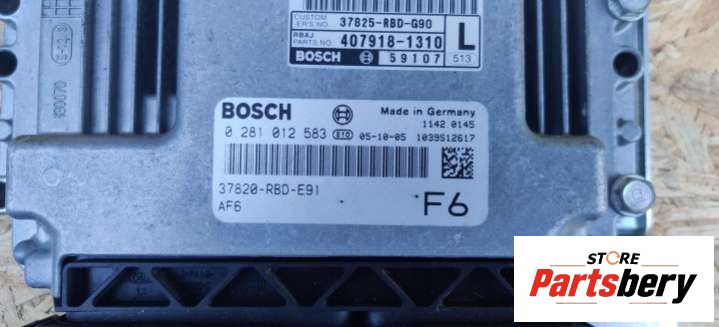 CUSTOM
-ER'S NO. 37825-RBD-G90
RBAJ
PARTS NO. 407918-1310 L
BOSCH 59107 513
BOSCH Made in Germany
1142 0145
0 281 012 583 05-10-05 1039S12617
37820-RBD-E91
AF6 F6
STORE
Partsbery